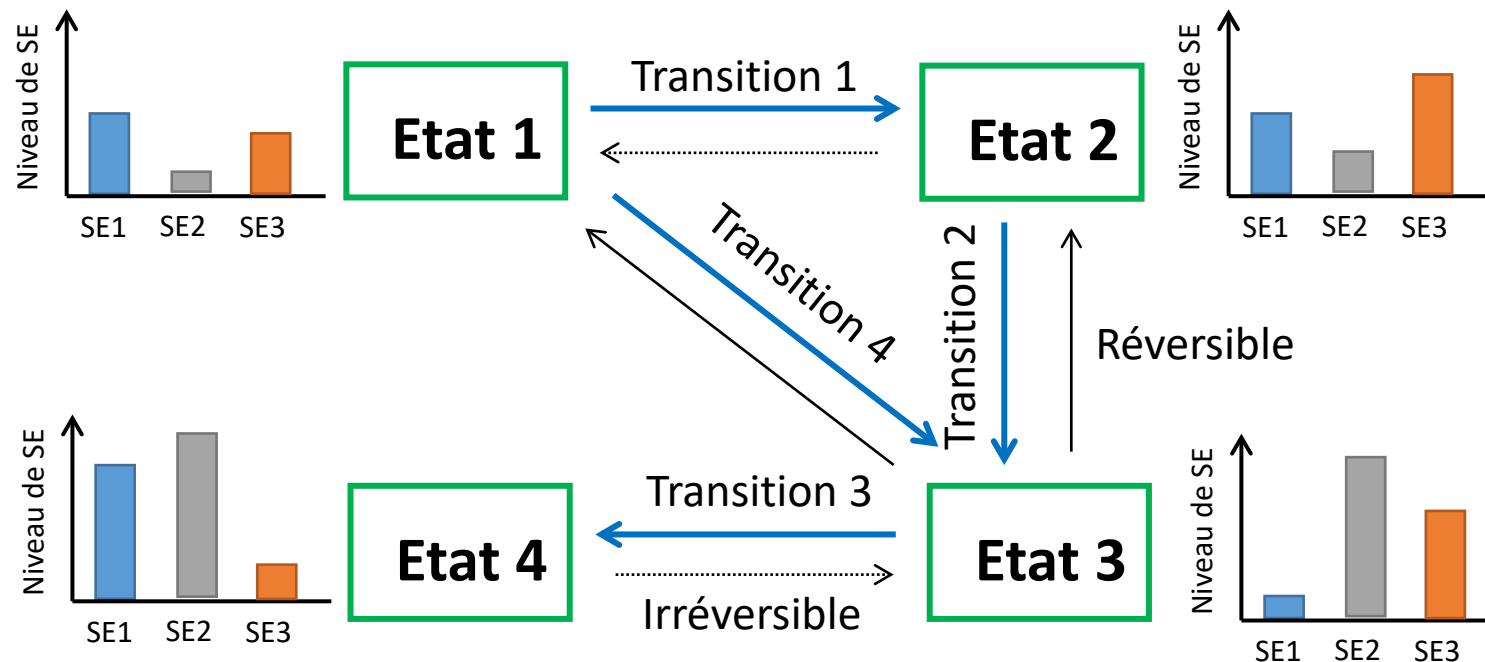 Niveau de SE
SE1 SE2 SE3
Etat 1
Transition 1
Etat 2
Niveau de SE
SE1 SE2 SE3
Transition 4
Transition 2
Réversible
Niveau de SE
SE1 SE2 SE3
Etat 4
Transition 3
Irréversible
Etat 3
Niveau de SE
SE1 SE2 SE3